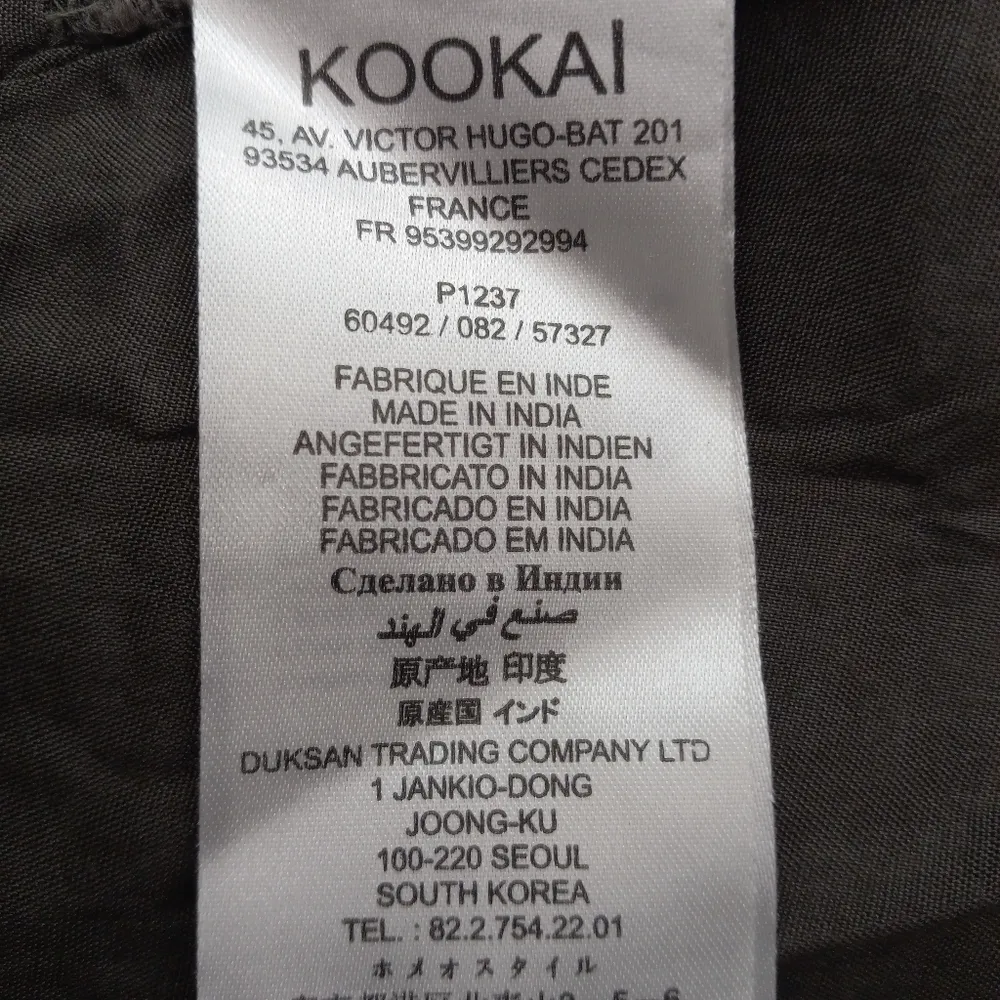 KOOKAÏ
45, AV. VICTOR HUGO-BAT 201
93534 AUBERVILLIERS CEDEX
FRANCE
FR 95399292994
P1237
60492 / 082 / 57327
FABRIQUE EN INDE
MADE IN INDIA
ANGEFERTIGT IN INDIEN
FABBRICATO IN INDIA
FABRICADO EN INDIA
FABRICADO EM INDIA
Сделано в Индии
صنع في الهند
原产地 印度
原産国 インド
DUKSAN TRADING COMPANY LTD
1 JANKIO-DONG
JOONG-KU
100-220 SEOUL
SOUTH KOREA
TEL. : 82.2.754.22.01
ホメオスタイル